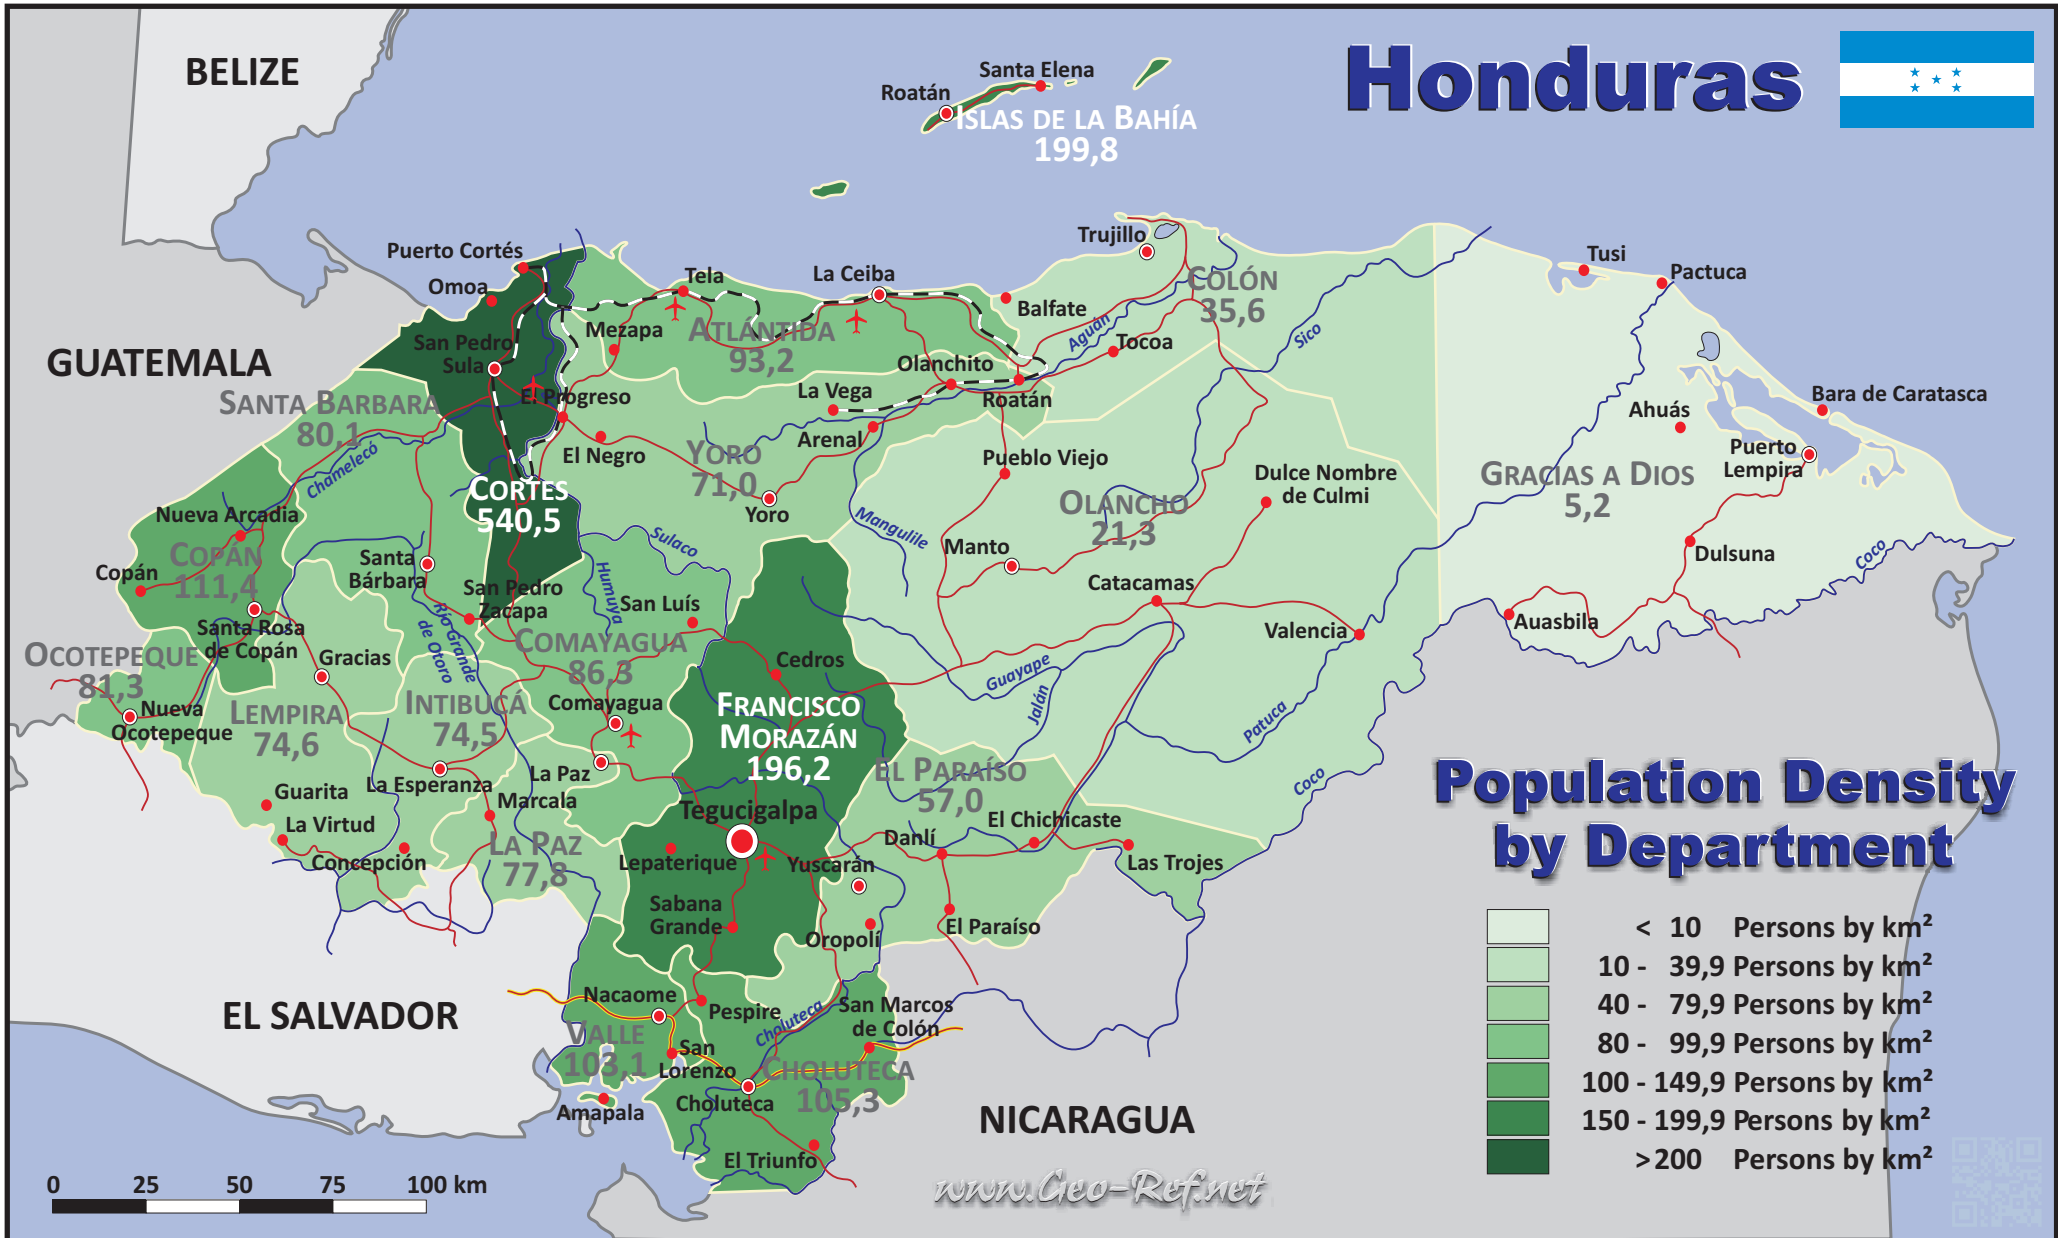 BELIZE
Honduras
Santa Elena
Roatán
ISLAS DE LA BAHÍA
199,8
Puerto Cortés
Omoa
Tela
La Ceiba
Trujillo
Tusi
Pactuca
COLÓN
35,6
Balfate
Aguán
Tocoa
Sico
Mezapa
ATLÁNTIDA
93,2
San Pedro
Sula
GUATEMALA
SANTA BARBARA
80,1
El Progreso
Olanchito
Roatán
La Vega
Arenal
El Negro
YORO
71,0
Yoro
Chamelecó
CORTES
540,5
Pueblo Viejo
OLANCHO
21,3
Dulce Nombre
de Culmi
GRACIAS A DIOS
5,2
Ahuás
Bara de Caratasca
Puerto
Lempira
Dulsuna
Coco
Auasbila
Nueva Arcadia
COPÁN
111,4
Copán
Santa
Bárbara
San Pedro
Zacapa
Sulaco
Humuya
Mangulile
Manto
Catacamas
Valencia
San Luís
Santa Rosa
de Copán
Río Grande
de Otoro
OCOTEPEQUE
81,3
Nueva
Ocotepeque
Gracias
COMAYAGUA
86,3
Comayagua
Cedros
Guayape
Jalán
Patuca
Coco
LEMPIRA
74,6
INTIBUCÁ
74,5
FRANCISCO
MORAZÁN
196,2
La Paz
La Esperanza
Marcala
Guarita
La Virtud
Concepción
LA PAZ
77,8
Tegucigalpa
Lepaterique
EL PARAÍSO
57,0
Danlí
El Chichicaste
Yuscarán
Las Trojes
Sabana
Grande
Oropolí
El Paraíso
Population Density
by Department
< 10 Persons by km²
10 - 39,9 Persons by km²
40 - 79,9 Persons by km²
80 - 99,9 Persons by km²
100 - 149,9 Persons by km²
150 - 199,9 Persons by km²
>200 Persons by km²
EL SALVADOR
Nacaome
Pespire
VALLE
103,1
San
Lorenzo
Choluteca
San Marcos
de Colón
CHOLUTECA
105,3
Choluteca
Amapala
El Triunfo
NICARAGUA
www.Geo-Ref.net
0 25 50 75 100 km